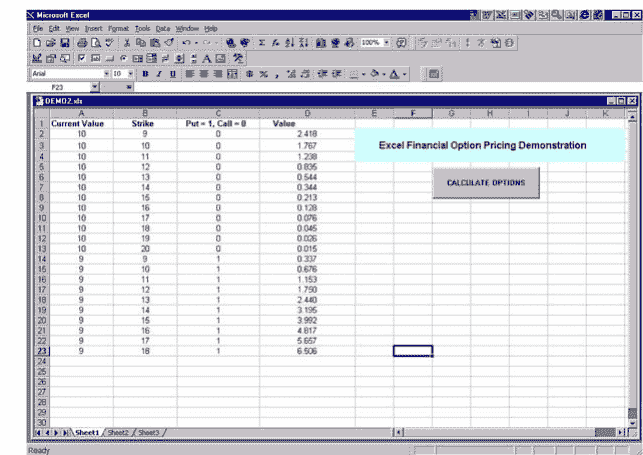 Microsoft Excel
File Edit View Insert Format Tools Data Window Help
100%
Arial 10 B I U
F23
DEMO2.xls
A B C D E F G H I J K
1 Current Value Strike Put = 1, Call = 0 Value
2 10 9 0 2.418
Excel Financial Option Pricing Demonstration
3 10 10 0 1.767
4 10 11 0 1.238
5 10 12 0 0.835
6 10 13 0 0.544
CALCULATE OPTIONS
7 10 14 0 0.344
8 10 15 0 0.213
9 10 16 0 0.128
10 10 17 0 0.076
11 10 18 0 0.045
12 10 19 0 0.026
13 10 20 0 0.015
14 9 9 1 0.337
15 9 10 1 0.676
16 9 11 1 1.153
17 9 12 1 1.750
18 9 13 1 2.440
19 9 14 1 3.195
20 9 15 1 3.992
21 9 16 1 4.817
22 9 17 1 5.657
23 9 18 1 6.506
24
25
26
27
28
29
30
Sheet1 Sheet2 Sheet3
Ready